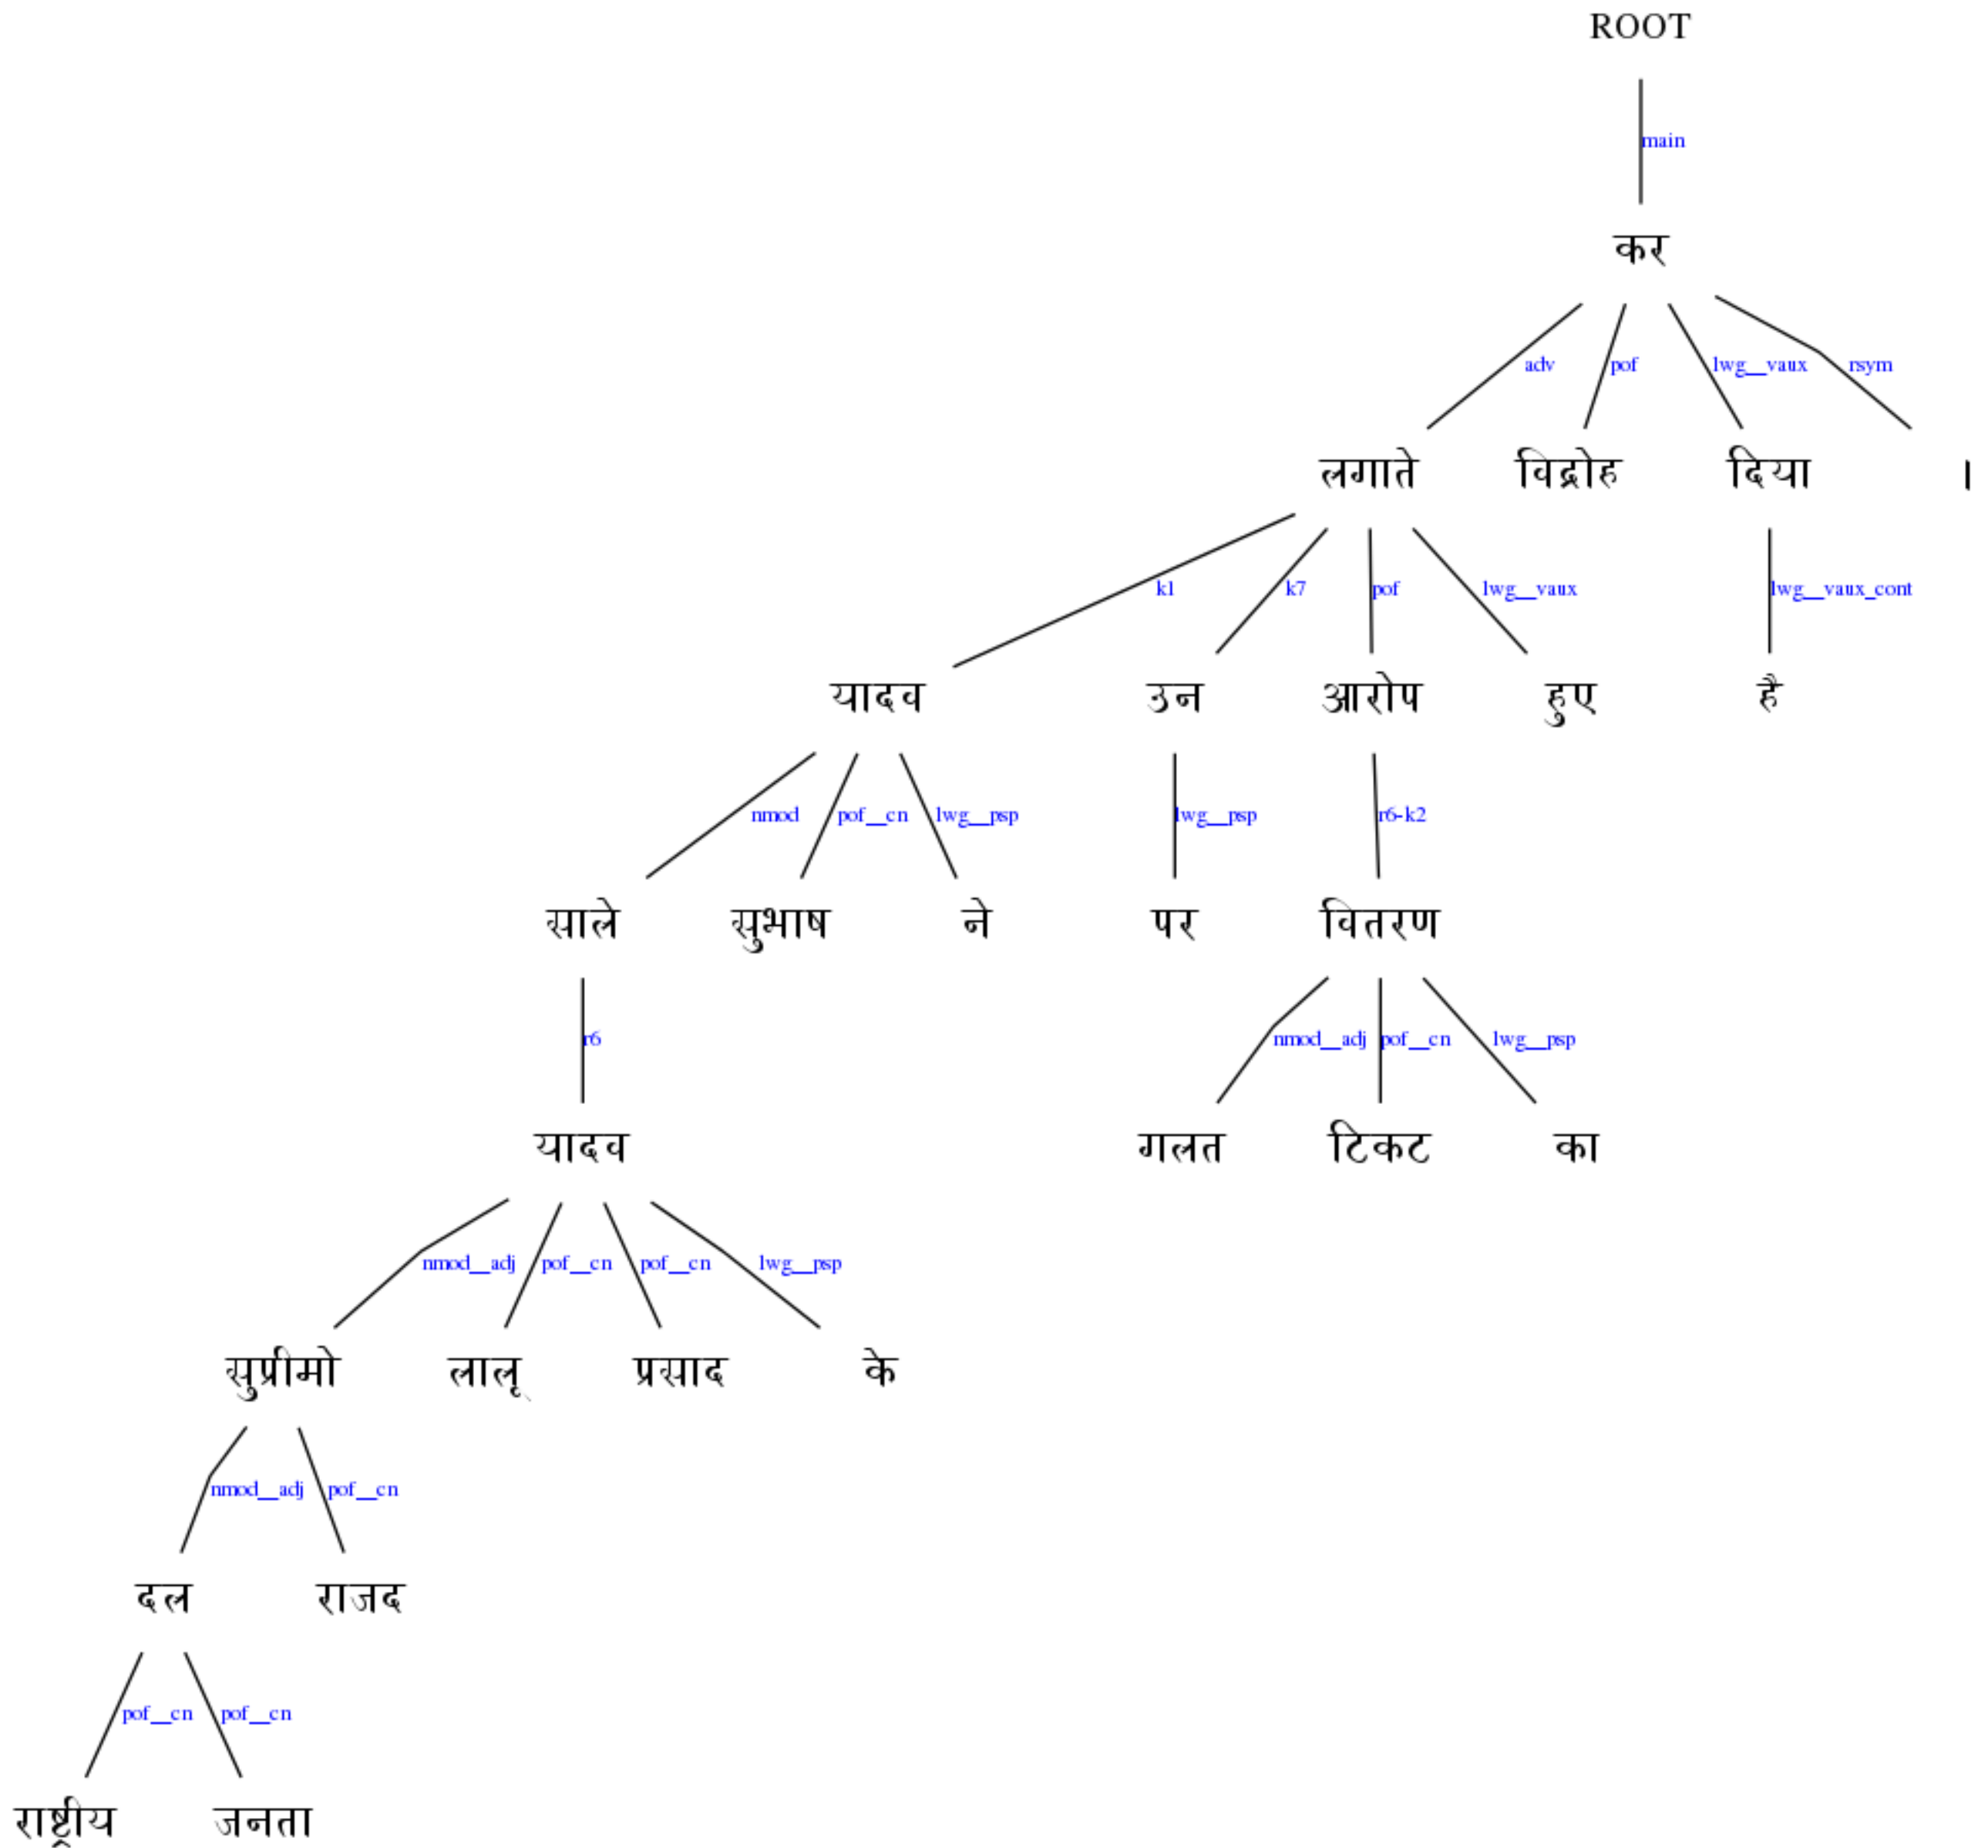 ROOT
main
कर
adv pof lwg__vaux rsym
लगाते विद्रोह दिया ।
k1 k7 pof lwg__vaux lwg__vaux_cont
यादव उन आरोप हुए है
nmod pof__cn lwg__psp lwg__psp r6-k2
साले सुभाष ने पर वितरण
r6 nmod__adj pof__cn lwg__psp
यादव गलत टिकट का
nmod__adj pof__cn pof__cn lwg__psp
सुप्रीमो लालू प्रसाद के
nmod__adj pof__cn
दल राजद
pof__cn pof__cn
राष्ट्रीय जनता